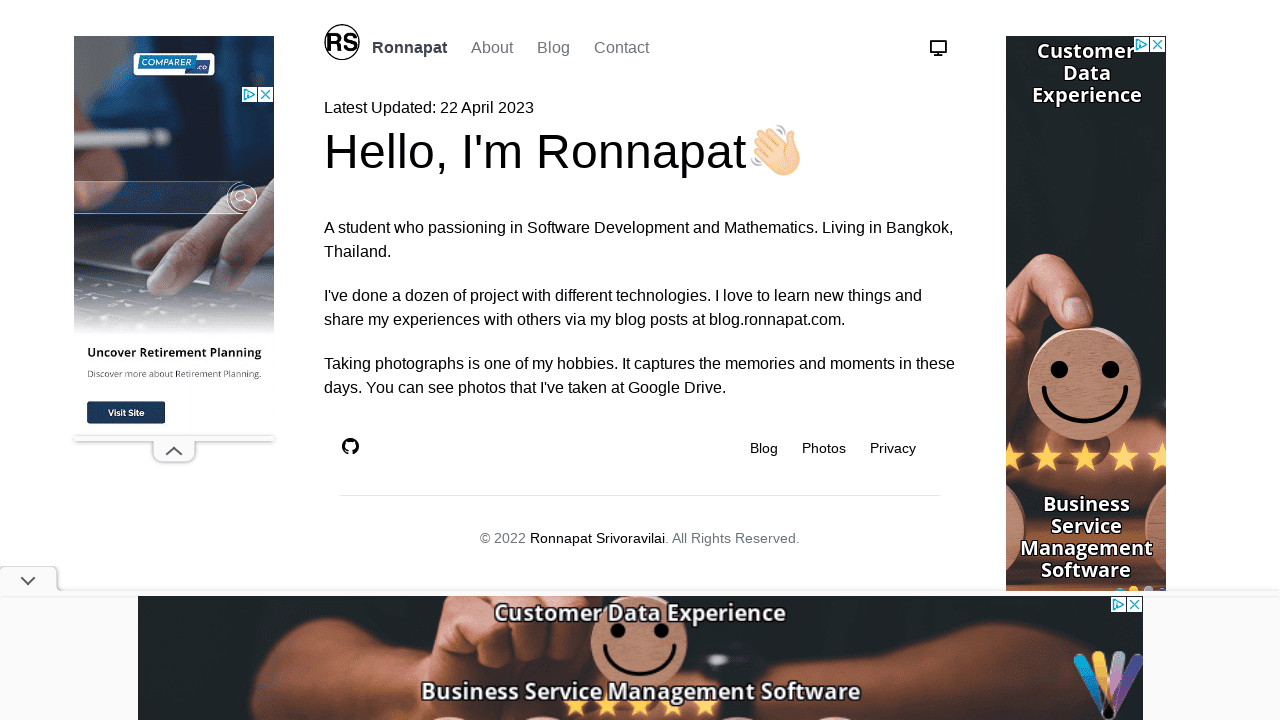 RS
Ronnapat
About
Blog
Contact
COMPARER
.CO
Uncover Retirement Planning
Discover more about Retirement Planning.
Visit Site
Latest Updated: 22 April 2023
Hello, I'm Ronnapat
A student who passioning in Software Development and Mathematics. Living in Bangkok,
Thailand.
I've done a dozen of project with different technologies. I love to learn new things and
share my experiences with others via my blog posts at blog.ronnapat.com.
Taking photographs is one of my hobbies. It captures the memories and moments in these
days. You can see photos that I've taken at Google Drive.
Blog
Photos
Privacy
© 2022 Ronnapat Srivoravilai. All Rights Reserved.
Customer
Data
Experience
Business
Service
Management
Software
Customer Data Experience
Business Service Management Software